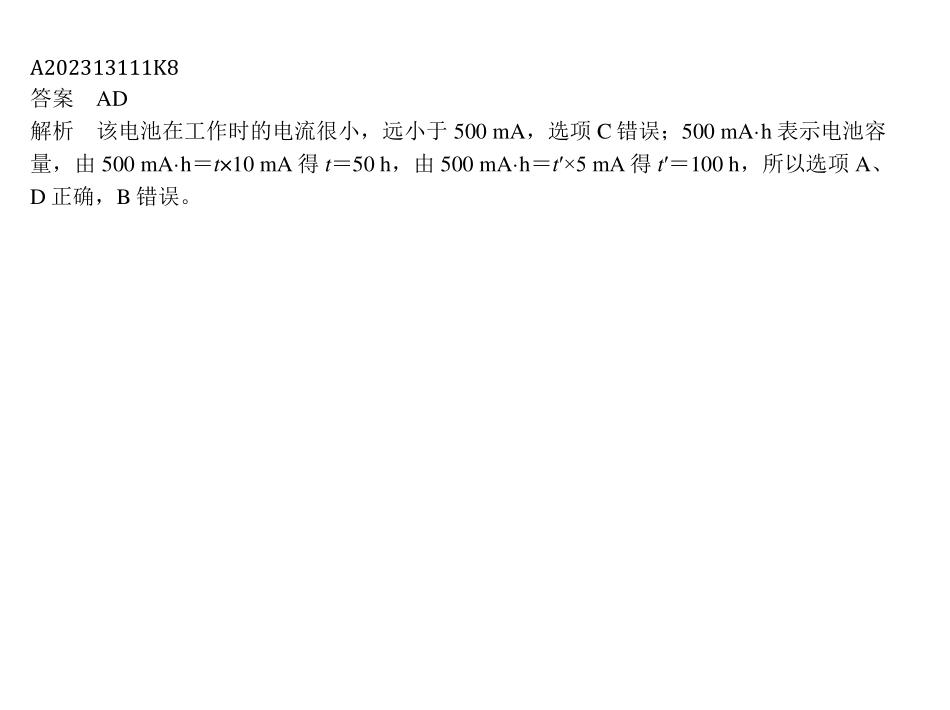 A202313111K8
答案 AD
解析 该电池在工作时的电流很小，远小于 500 mA，选项 C 错误；500 mA·h 表示电池容
量，由 500 mA·h＝t×10 mA 得 t＝50 h，由 500 mA·h＝t′×5 mA 得 t′＝100 h，所以选项 A、
D 正确，B 错误。